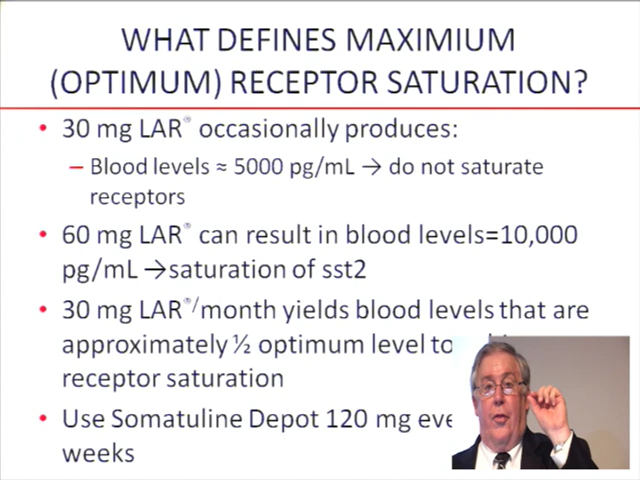 WHAT DEFINES MAXIMIUM
(OPTIMUM) RECEPTOR SATURATION?
• 30 mg LAR® occasionally produces:
– Blood levels ≈ 5000 pg/mL → do not saturate
receptors
• 60 mg LAR® can result in blood levels=10,000
pg/mL →saturation of sst2
• 30 mg LAR®/month yields blood levels that are
approximately ½ optimum level to
receptor saturation
• Use Somatuline Depot 120 mg
weeks